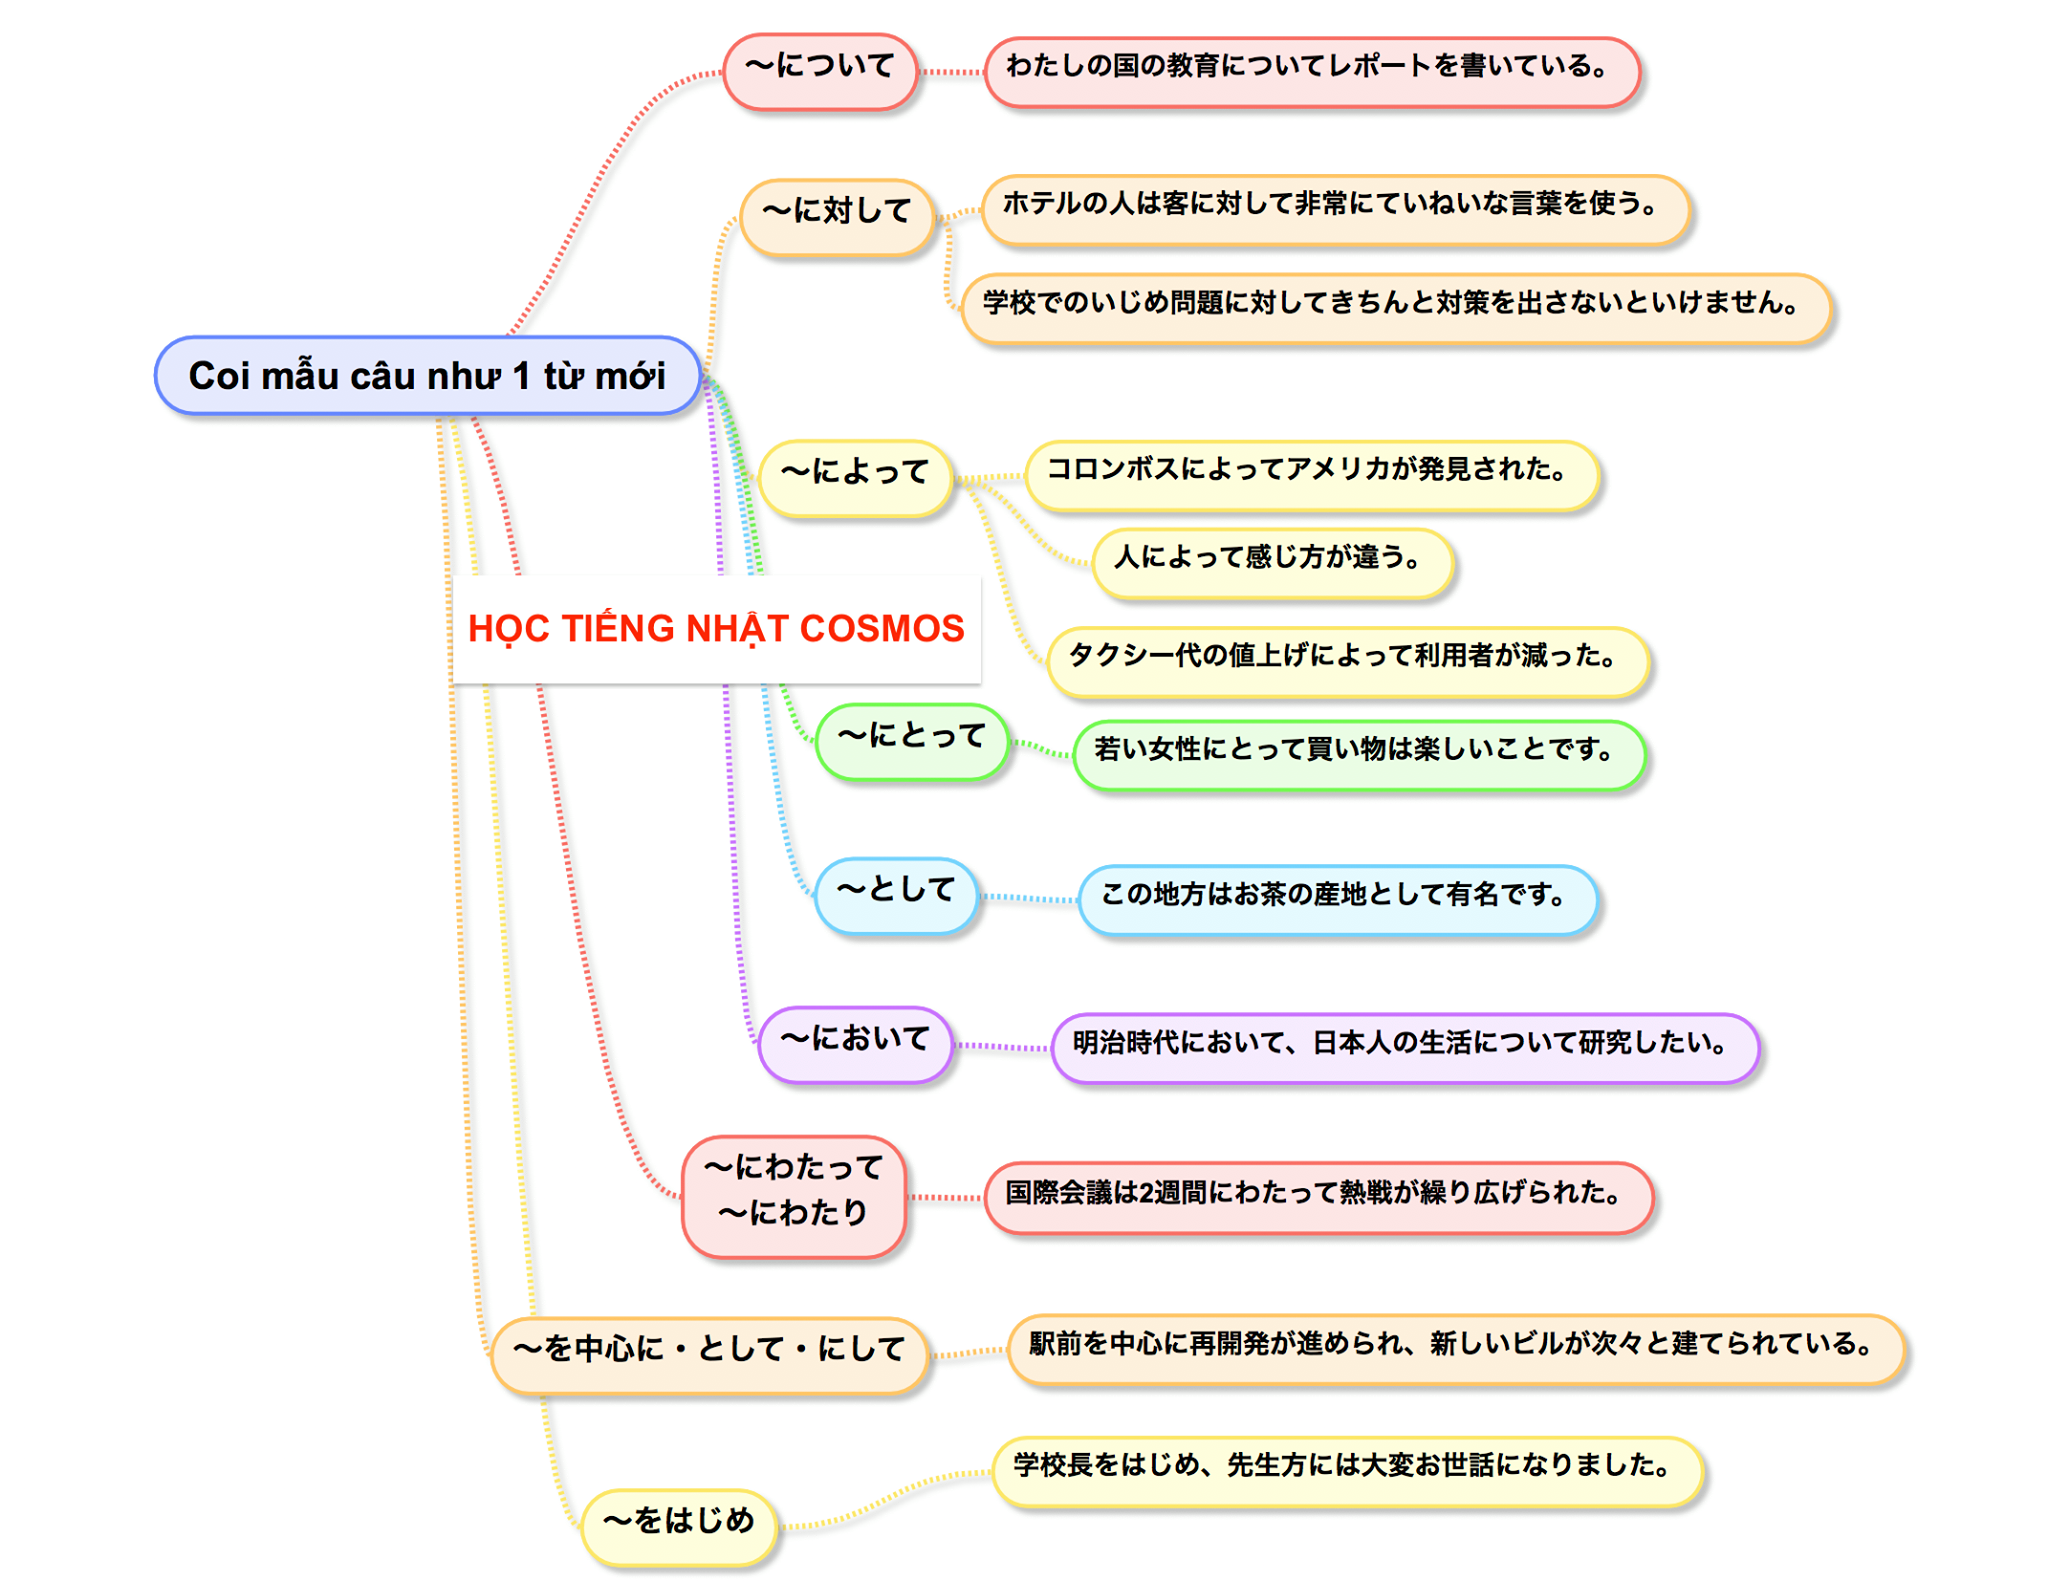 〜について
わたしの国の教育についてレポートを書いている。
〜に対して
ホテルの人は客に対して非常にていねいな言葉を使う。
学校でのいじめ問題に対してきちんと対策を出さないといけません。
Coi mẫu câu như 1 từ mới
〜によって
コロンボスによってアメリカが発見された。
人によって感じ方が違う。
HỌC TIẾNG NHẬT COSMOS
タクシー代の値上げによって利用者が減った。
〜にとって
若い女性にとって買い物は楽しいことです。
〜として
この地方はお茶の産地として有名です。
〜において
明治時代において、日本人の生活について研究したい。
〜にわたって
〜にわたり
国際会議は2週間にわたって熱戦が繰り広げられた。
〜を中心に・として・にして
駅前を中心に再開発が進められ、新しいビルが次々と建てられている。
学校長をはじめ、先生方には大変お世話になりました。
〜をはじめ